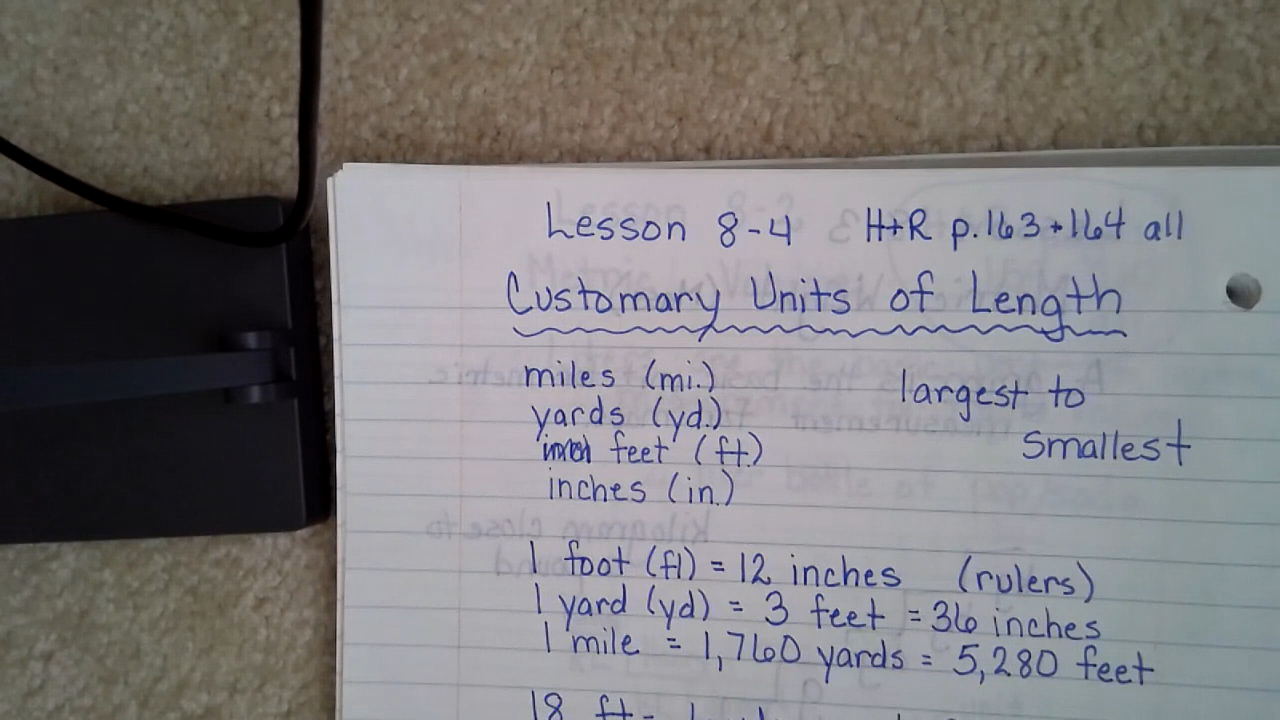 Lesson 8-4 H+R p.163+164 all
Customary Units of Length
miles (mi.) largest to
yards (yd.) smallest
feet (ft.)
inches (in.)
1 foot (ft) = 12 inches (rulers)
1 yard (yd) = 3 feet = 36 inches
1 mile = 1,760 yards = 5,280 feet
18 ft =